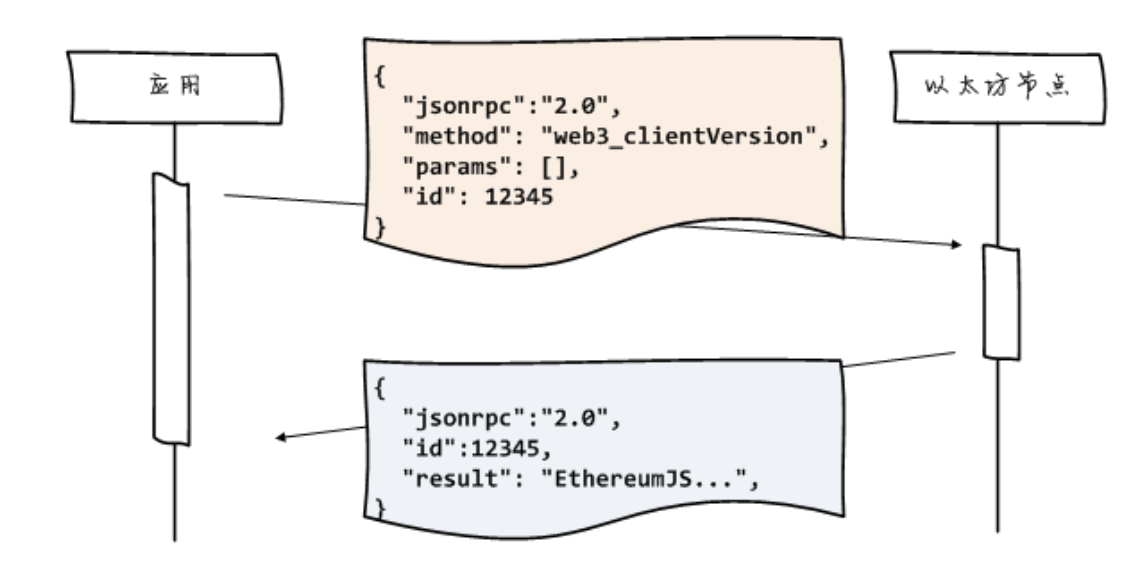 应用
以太坊节点
{
"jsonrpc":"2.0",
"method": "web3_clientVersion",
"params": [],
"id": 12345
}
{
"jsonrpc":"2.0",
"id":12345,
"result": "EthereumJS...",
}